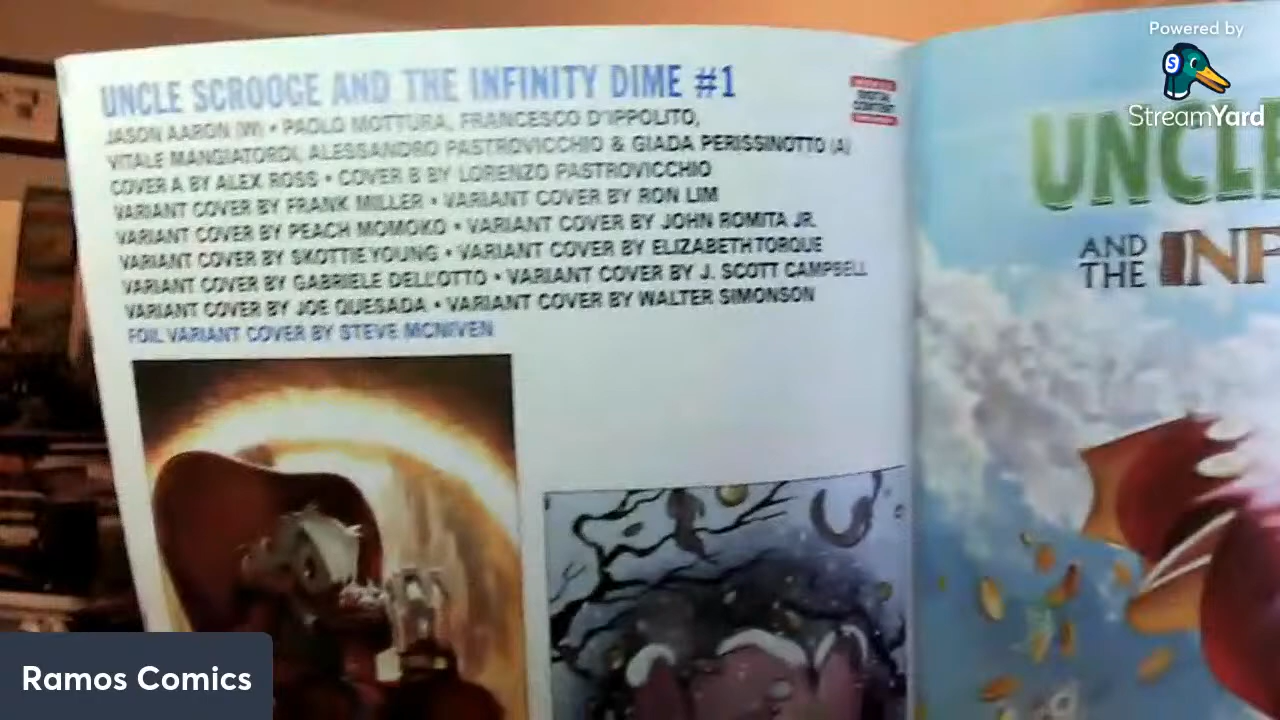 UNCLE SCROOGE AND THE INFINITY DIME #1
JASON AARON (W) • PAOLO MOTTURA, FRANCESCO D'IPPOLITO,
VITALE MANGIATORDI, ALESSANDRO PASTROVICCHIO & GIADA PERISSINOTTO (A)
COVER A BY ALEX ROSS • COVER B BY LORENZO PASTROVICCHIO
VARIANT COVER BY FRANK MILLER • VARIANT COVER BY RON LIM
VARIANT COVER BY PEACH MOMOKO • VARIANT COVER BY JOHN ROMITA JR.
VARIANT COVER BY SKOTTIE YOUNG • VARIANT COVER BY ELIZABETH TORQUE
VARIANT COVER BY GABRIELE DELL'OTTO • VARIANT COVER BY J. SCOTT CAMPBELL
VARIANT COVER BY JOE QUESADA • VARIANT COVER BY WALTER SIMONSON
FOIL VARIANT COVER BY STEVE MCNIVEN
DIGITAL
CONTENT
UNCLE
AND
THE INF
Powered by
S
StreamYard
Ramos Comics